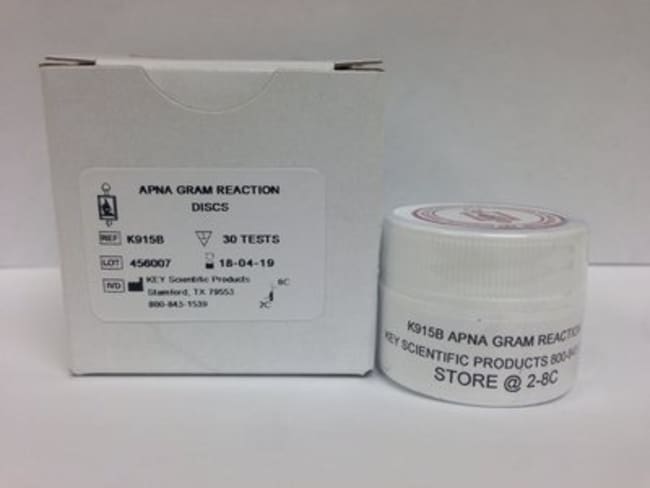 APNA GRAM REACTION
DISCS
REF K915B 30 TESTS
LOT 456007 18-04-19
IVD KEY Scientific Products
Stamford, TX 79553
800-843-1539
8C
2C
K915B APNA GRAM REACTION
KEY SCIENTIFIC PRODUCTS 800-843
STORE @ 2-8C